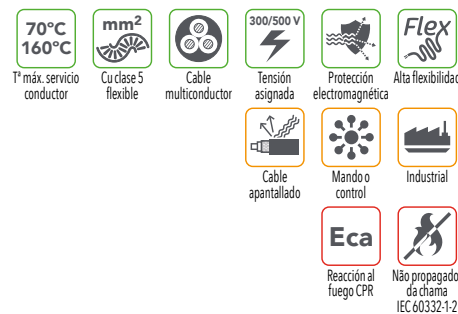 70°C
160°C
mm²
300/500 V
Flex
Tª máx. servicio
conductor
Cu clase 5
flexible
Cable
multiconductor
Tensión
asignada
Protección
electromagnética
Alta flexibilidad
Cable
apantallado
Mando o
control
Industrial
Eca
Reacción al
fuego CPR
Não propagado
da chama
IEC 60332-1-2